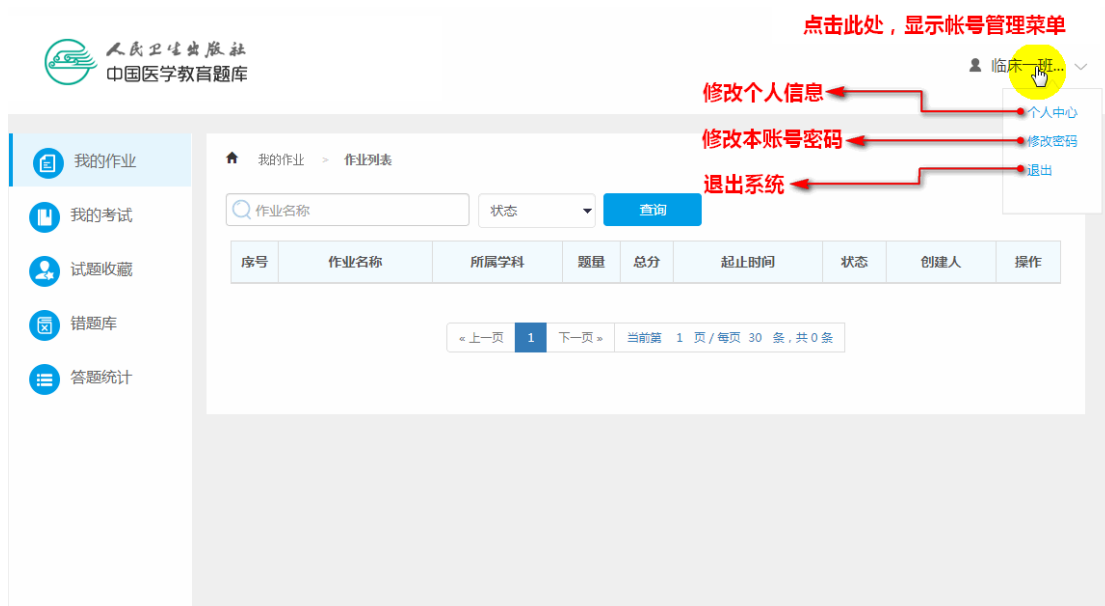 点击此处，显示帐号管理菜单
人民卫生出版社
中国医学教育题库
临床一班...
修改个人信息
个人中心
修改本账号密码
修改密码
退出系统
退出
我的作业
我的考试
试题收藏
错题库
答题统计
我的作业 > 作业列表
作业名称 状态 查询
序号 作业名称 所属学科 题量 总分 起止时间 状态 创建人 操作
« 上一页 1 下一页 » 当前第 1 页 / 每页 30 条 , 共 0 条